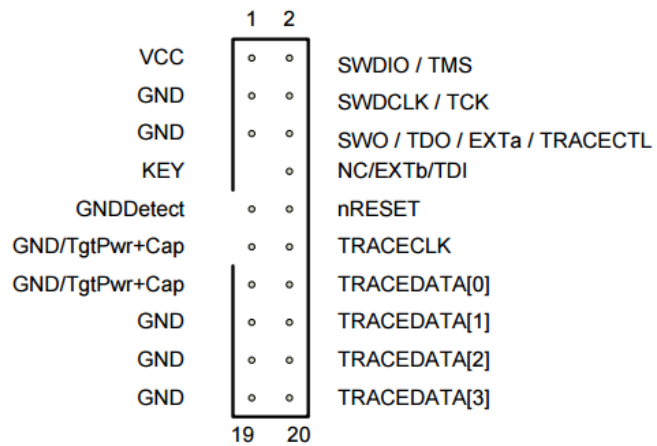 1 2
VCC SWDIO / TMS
GND SWDCLK / TCK
GND SWO / TDO / EXTa / TRACECTL
KEY NC/EXTb/TDI
GNDDetect nRESET
GND/TgtPwr+Cap TRACECLK
GND/TgtPwr+Cap TRACEDATA[0]
GND TRACEDATA[1]
GND TRACEDATA[2]
GND TRACEDATA[3]
19 20